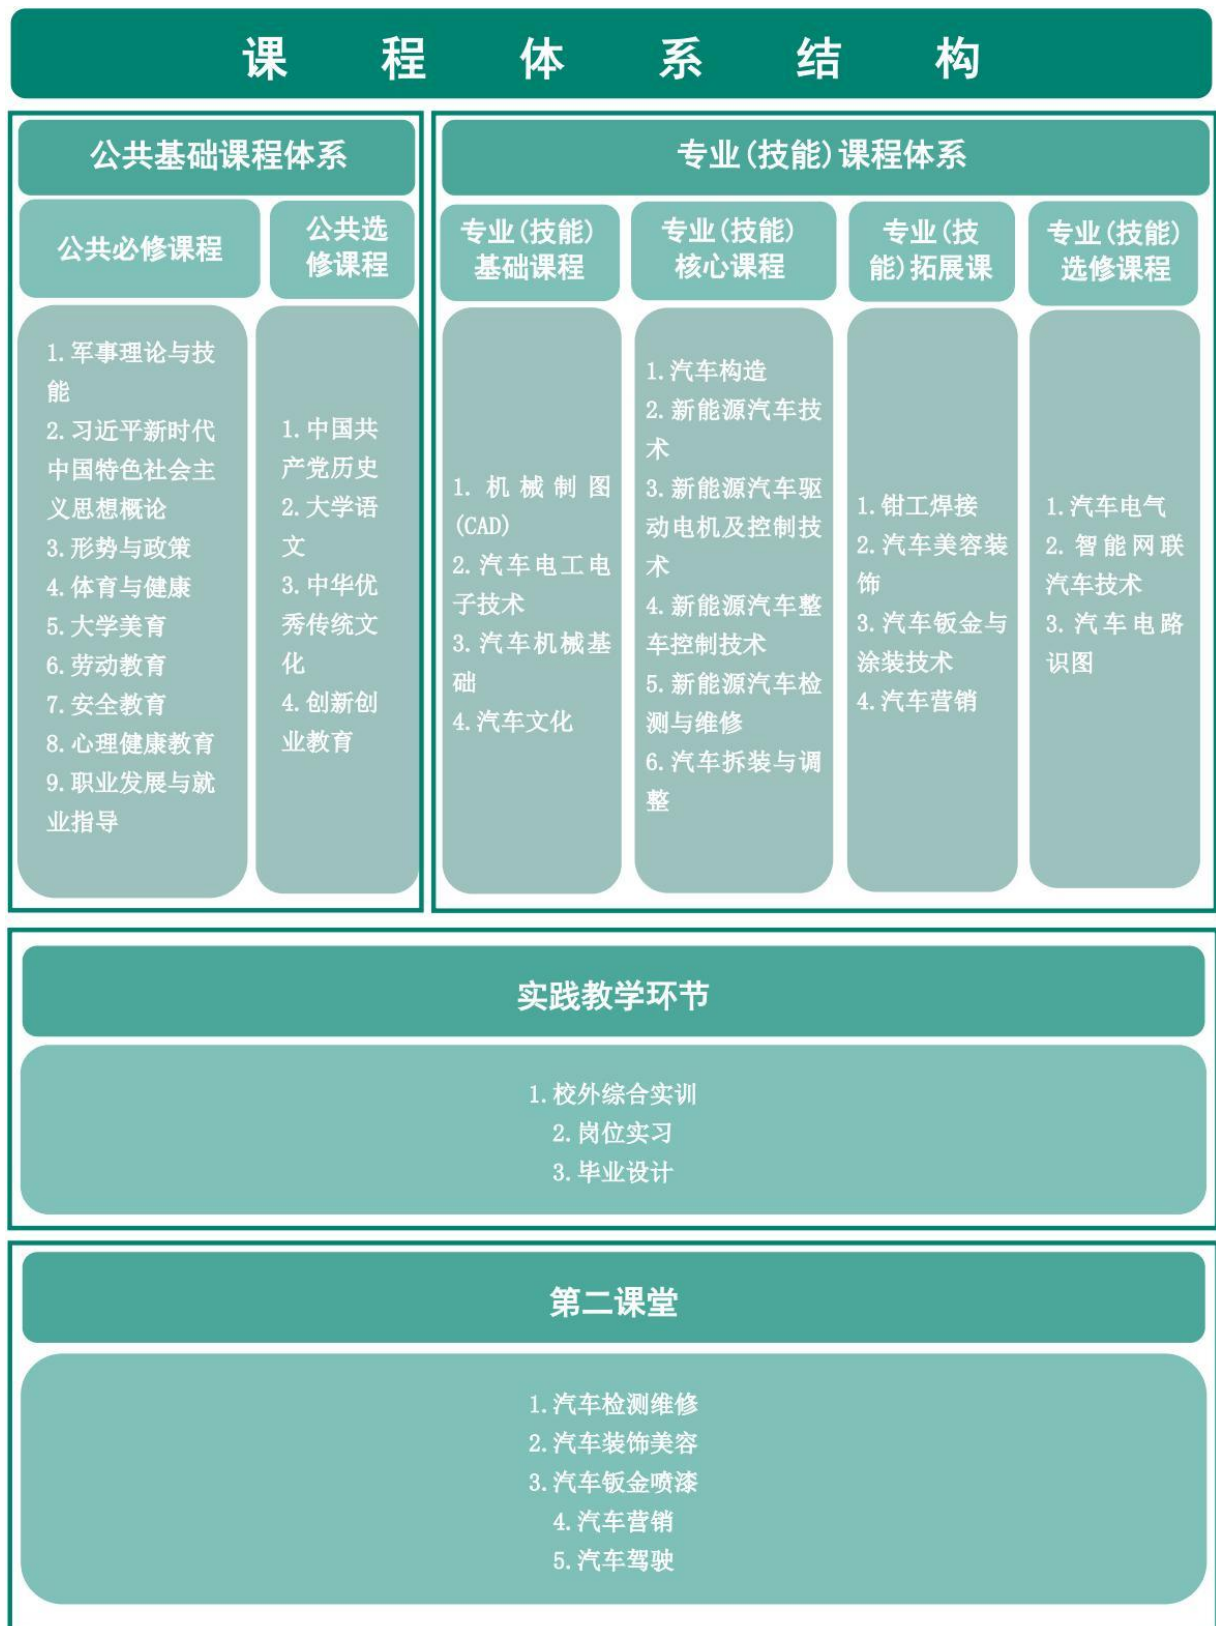 课程体系结构
公共基础课程体系
公共必修课程
1.军事理论与技
能
2.习近平新时代
中国特色社会主
义思想概论
3.形势与政策
4.体育与健康
5.大学美育
6.劳动教育
7.安全教育
8.心理健康教育
9.职业发展与就
业指导
公共选
修课程
1.中国共
产党历史
2.大学语
文
3.中华优
秀传统文
化
4.创新创
业教育
专业(技能)课程体系
专业(技能)
基础课程
1.机械制图
(CAD)
2.汽车电工电
子技术
3.汽车机械基
础
4.汽车文化
专业(技能)
核心课程
1.汽车构造
2.新能源汽车技
术
3.新能源汽车驱
动电机及控制技
术
4.新能源汽车整
车控制技术
5.新能源汽车检
测与维修
6.汽车拆装与调
整
专业(技
能)拓展课
1.钳工焊接
2.汽车美容装
饰
3.汽车钣金与
涂装技术
4.汽车营销
专业(技能)
选修课程
1.汽车电气
2.智能网联
汽车技术
3.汽车电路
识图
实践教学环节
1.校外综合实训
2.岗位实习
3.毕业设计
第二课堂
1.汽车检测维修
2.汽车装饰美容
3.汽车钣金喷漆
4.汽车营销
5.汽车驾驶